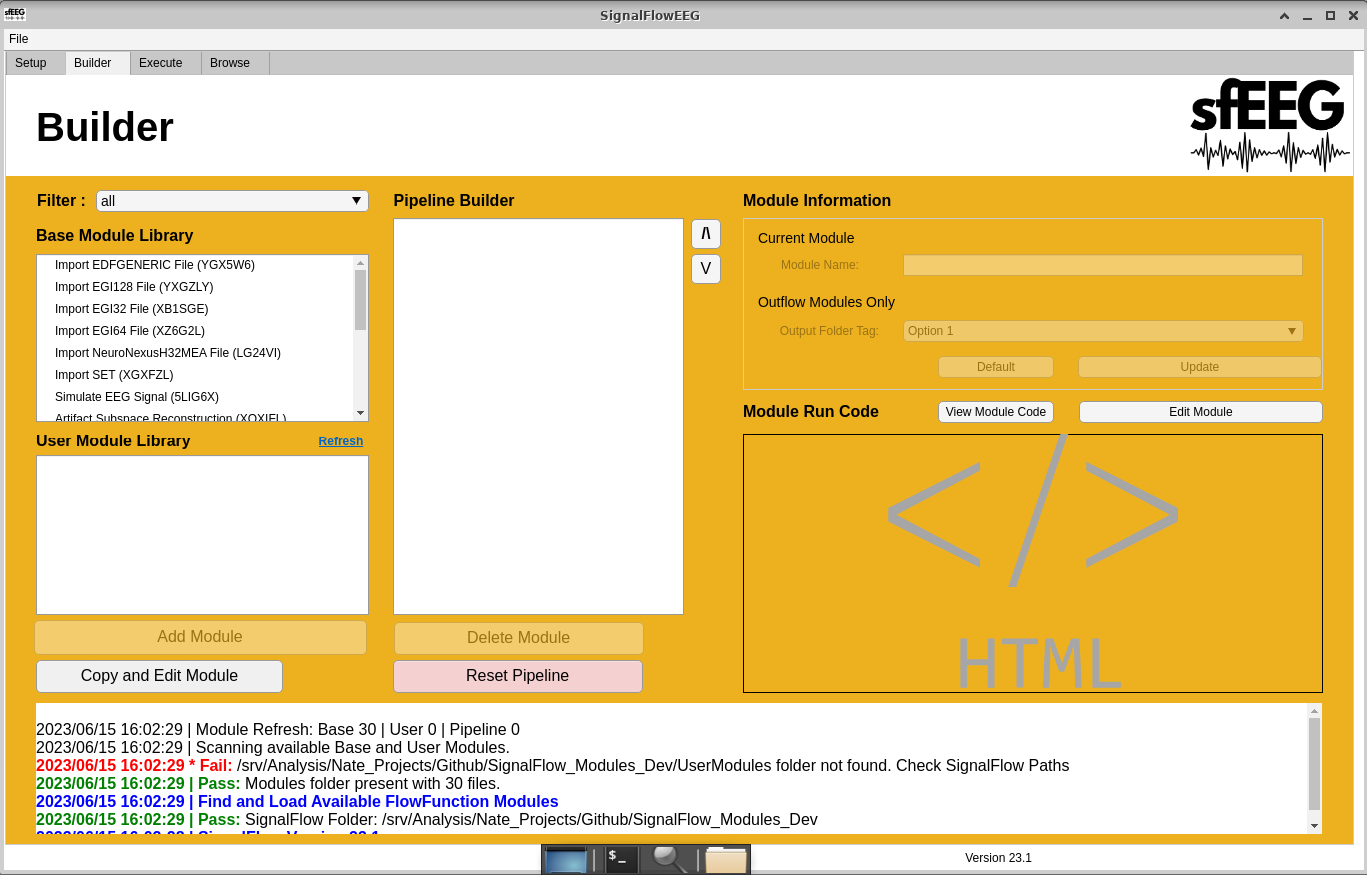 sfEEG
SignalFlowEEG
File
Setup Builder Execute Browse
Builder
sfEEG
Filter : all
Base Module Library
Import EDFGENERIC File (YGX5W6)
Import EGI128 File (YXGZLY)
Import EGI32 File (XB1SGE)
Import EGI64 File (XZ6G2L)
Import NeuroNexusH32MEA File (LG24VI)
Import SET (XGXFZL)
Simulate EEG Signal (5LIG6X)
Artifact Subspace Reconstruction (XOXIEL)
User Module Library Refresh
Add Module
Copy and Edit Module
Pipeline Builder
/\
V
Delete Module
Reset Pipeline
Module Information
Current Module
Module Name:
Outflow Modules Only
Output Folder Tag: Option 1
Default Update
Module Run Code View Module Code Edit Module
</>
HTML
2023/06/15 16:02:29 | Module Refresh: Base 30 | User 0 | Pipeline 0
2023/06/15 16:02:29 | Scanning available Base and User Modules.
2023/06/15 16:02:29 * Fail: /srv/Analysis/Nate_Projects/Github/SignalFlow_Modules_Dev/UserModules folder not found. Check SignalFlow Paths
2023/06/15 16:02:29 | Pass: Modules folder present with 30 files.
2023/06/15 16:02:29 | Find and Load Available FlowFunction Modules
2023/06/15 16:02:29 | Pass: SignalFlow Folder: /srv/Analysis/Nate_Projects/Github/SignalFlow_Modules_Dev
$_
Version 23.1